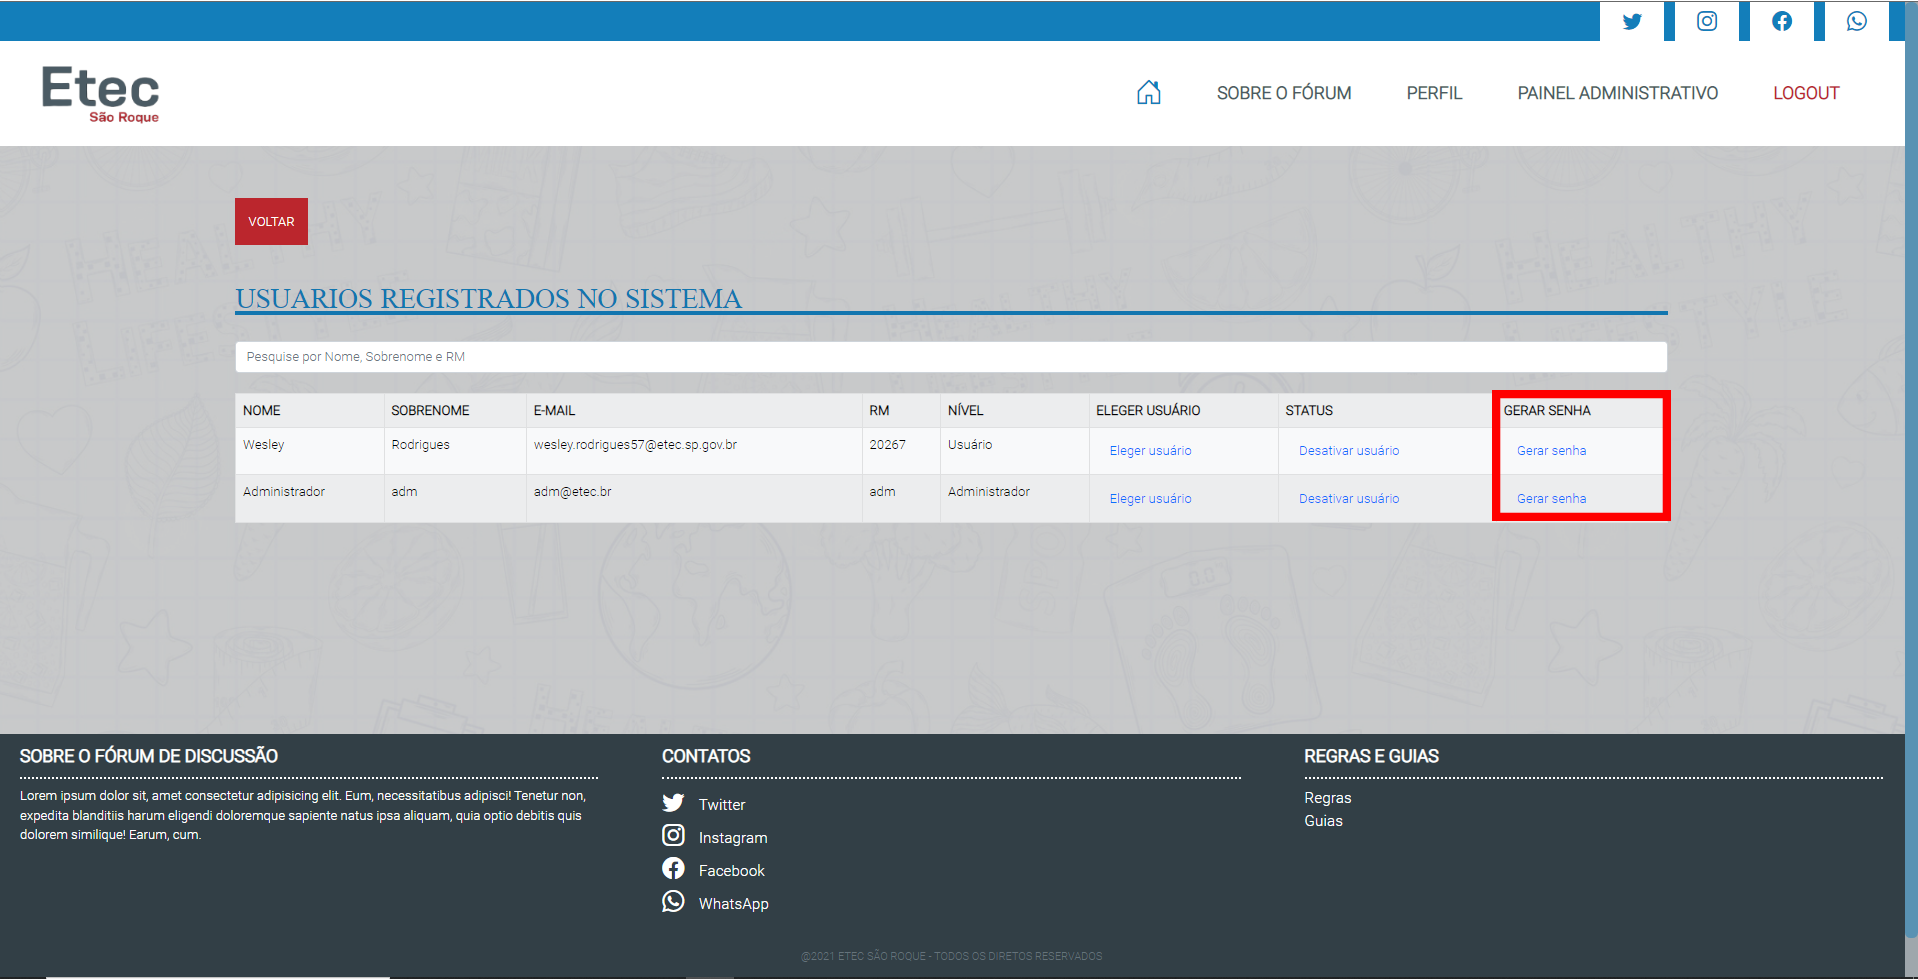 Etec
São Roque
SOBRE O FÓRUM
PERFIL
PAINEL ADMINISTRATIVO
LOGOUT
VOLTAR
USUARIOS REGISTRADOS NO SISTEMA
Pesquise por Nome, Sobrenome e RM
NOME SOBRENOME E-MAIL RM NÍVEL ELEGER USUÁRIO STATUS GERAR SENHA
Wesley Rodrigues wesley.rodrigues57@etec.sp.gov.br 20267 Usuário Eleger usuário Desativar usuário Gerar senha
Administrador adm adm@etec.br adm Administrador Eleger usuário Desativar usuário Gerar senha
SOBRE O FÓRUM DE DISCUSSÃO
Lorem ipsum dolor sit, amet consectetur adipisicing elit. Eum, necessitatibus adipisci! Tenetur non,
expedita blanditiis harum eligendi doloremque sapiente natus ipsa aliquam, quia optio debitis quis
dolorem similique! Earum, cum.
CONTATOS
Twitter
Instagram
Facebook
WhatsApp
REGRAS E GUIAS
Regras
Guias
@2021 ETEC SÃO ROQUE - TODOS OS DIRETOS RESERVADOS